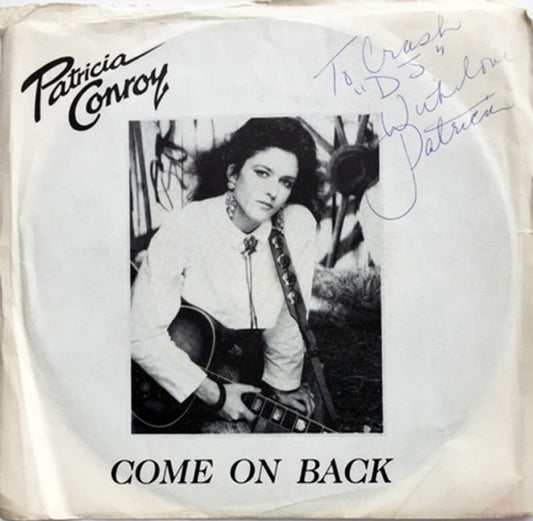 Patricia
Conroy
To Crash
"DJ"
With love
Patricia
COME ON BACK